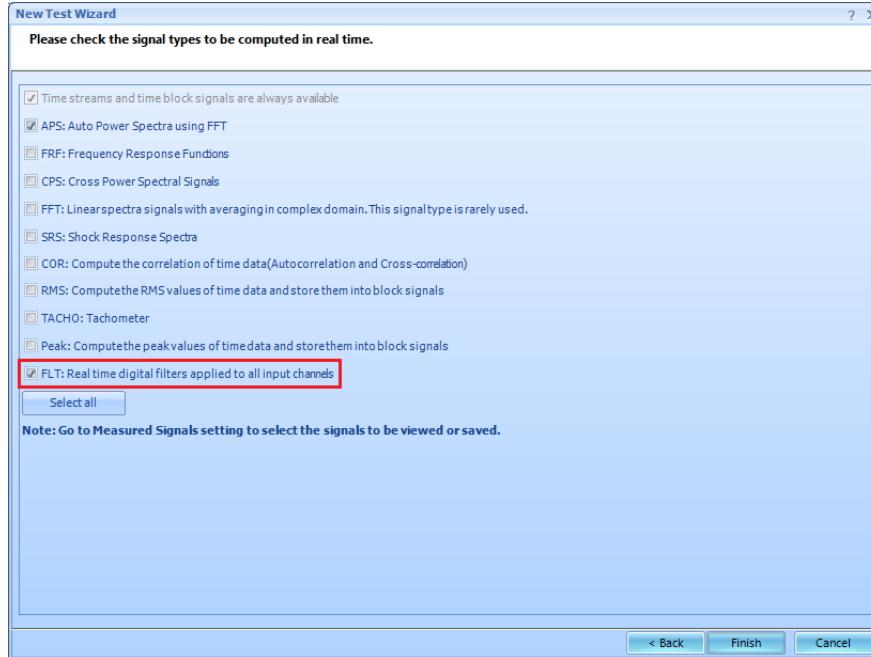 New Test Wizard
?
Please check the signal types to be computed in real time.
Time streams and time block signals are always available
APS: Auto Power Spectra using FFT
FRF: Frequency Response Functions
CPS: Cross Power Spectral Signals
FFT: Linear spectra signals with averaging in complex domain. This signal type is rarely used.
SRS: Shock Response Spectra
COR: Compute the correlation of time data(Autocorrelation and Cross-correlation)
RMS: Compute the RMS values of time data and store them into block signals
TACHO: Tachometer
Peak: Compute the peak values of time data and store them into block signals
FLT: Real time digital filters applied to all input channels
Select all
Note: Go to Measured Signals setting to select the signals to be viewed or saved.
< Back Finish Cancel